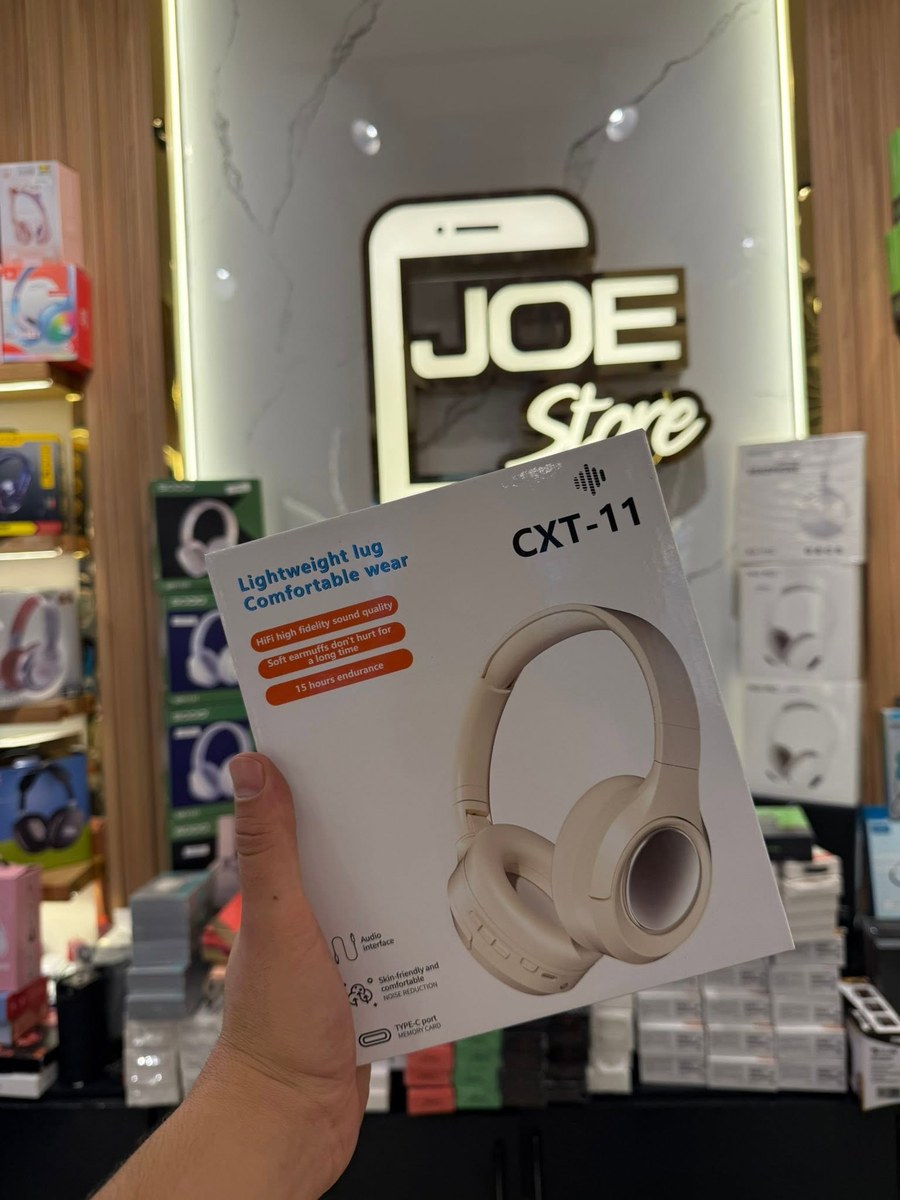 JOE
Store
CXT-11
Lightweight lug
Comfortable wear
HiFi high fidelity sound quality
Soft earmuffs don't hurt for
a long time
15 hours endurance
Audio
interface
Skin-friendly and
comfortable
NOISE REDUCTION
TYPE-C port
MEMORY CARD